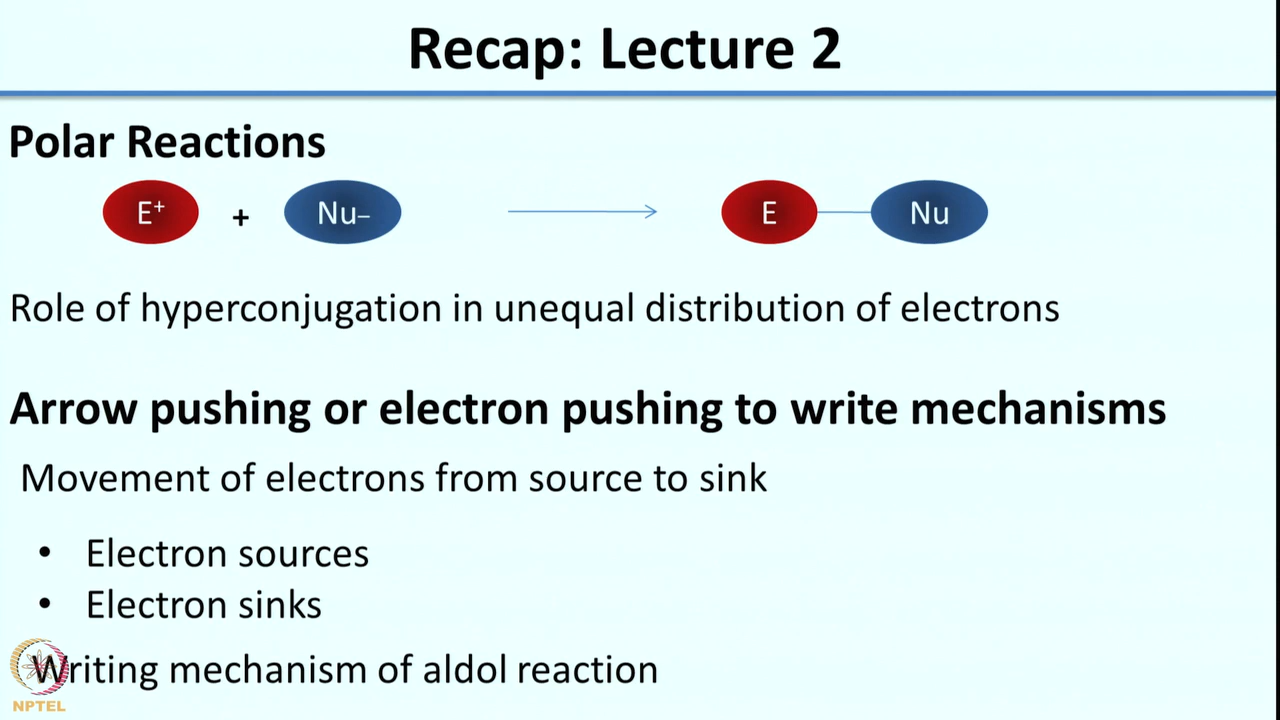 Recap: Lecture 2
Polar Reactions
E⁺ + Nu– E Nu
Role of hyperconjugation in unequal distribution of electrons
Arrow pushing or electron pushing to write mechanisms
Movement of electrons from source to sink
• Electron sources
• Electron sinks
Writing mechanism of aldol reaction
NPTEL